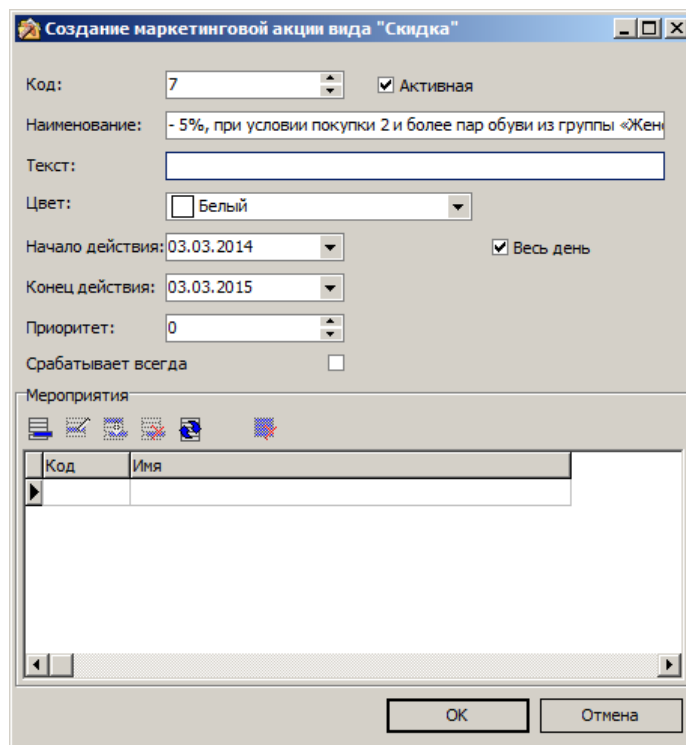 Создание маркетинговой акции вида "Скидка"
Код: 7 Активная
Наименование: - 5%, при условии покупки 2 и более пар обуви из группы «Жен
Текст:
Цвет: Белый
Начало действия: 03.03.2014 Весь день
Конец действия: 03.03.2015
Приоритет: 0
Срабатывает всегда
Мероприятия
Код Имя
ОК Отмена